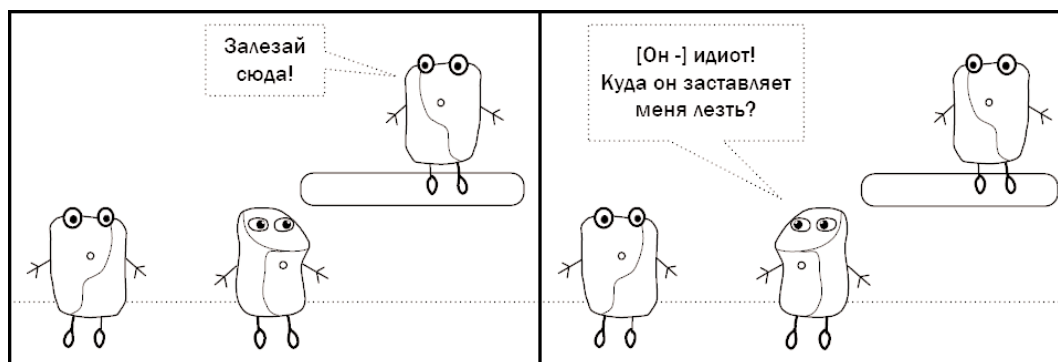 Залезай
сюда!
[Он -] идиот!
Куда он заставляет
меня лезть?